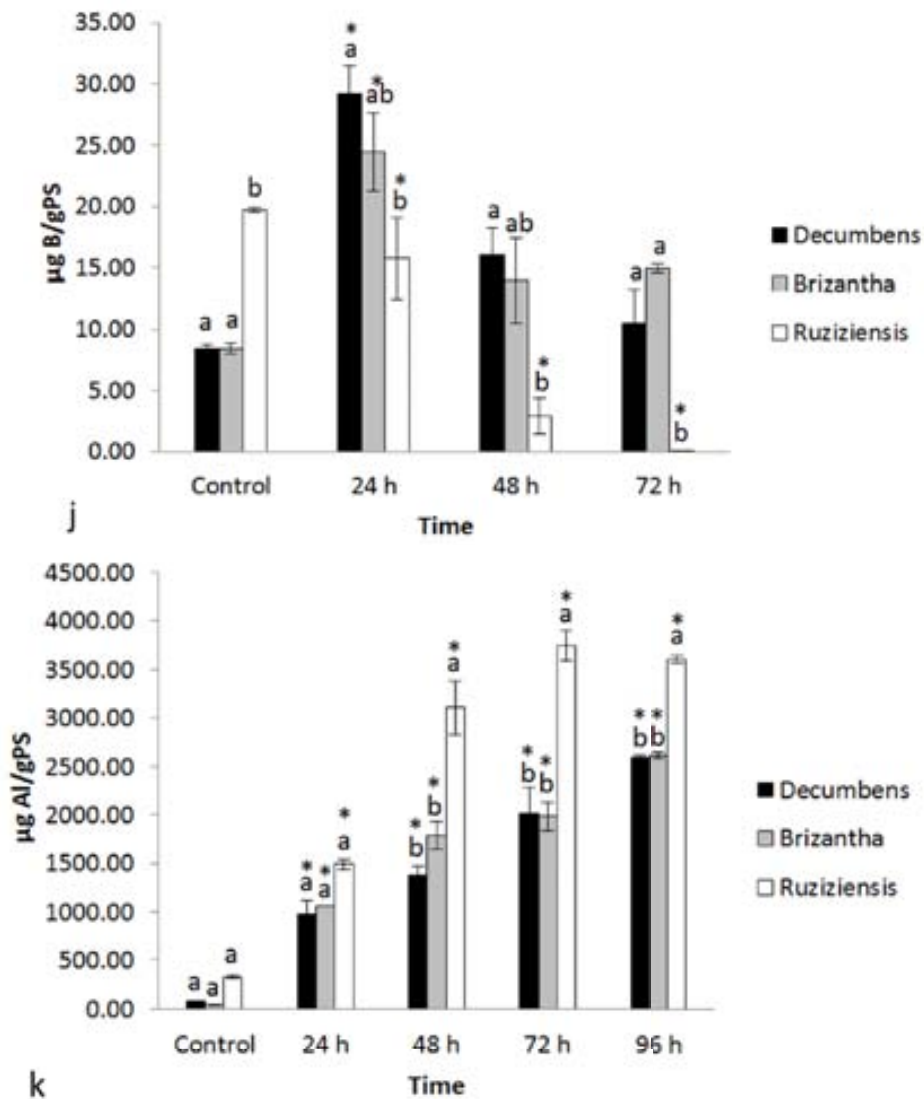 35.00
30.00
25.00
20.00
15.00
10.00
5.00
0.00
µg B/gPS
a a b
* a * ab * b
a ab * b
a a * b
Control 24 h 48 h 72 h
Time
Decumbens
Brizantha
Ruziziensis
j
4500.00
4000.00
3500.00
3000.00
2500.00
2000.00
1500.00
1000.00
500.00
0.00
µg Al/gPS
a a a
* a * a * a
* b * b * a
* b * b * a
* b * b * a
Control 24 h 48 h 72 h 96 h
Time
Decumbens
Brizantha
Ruziziensis
k